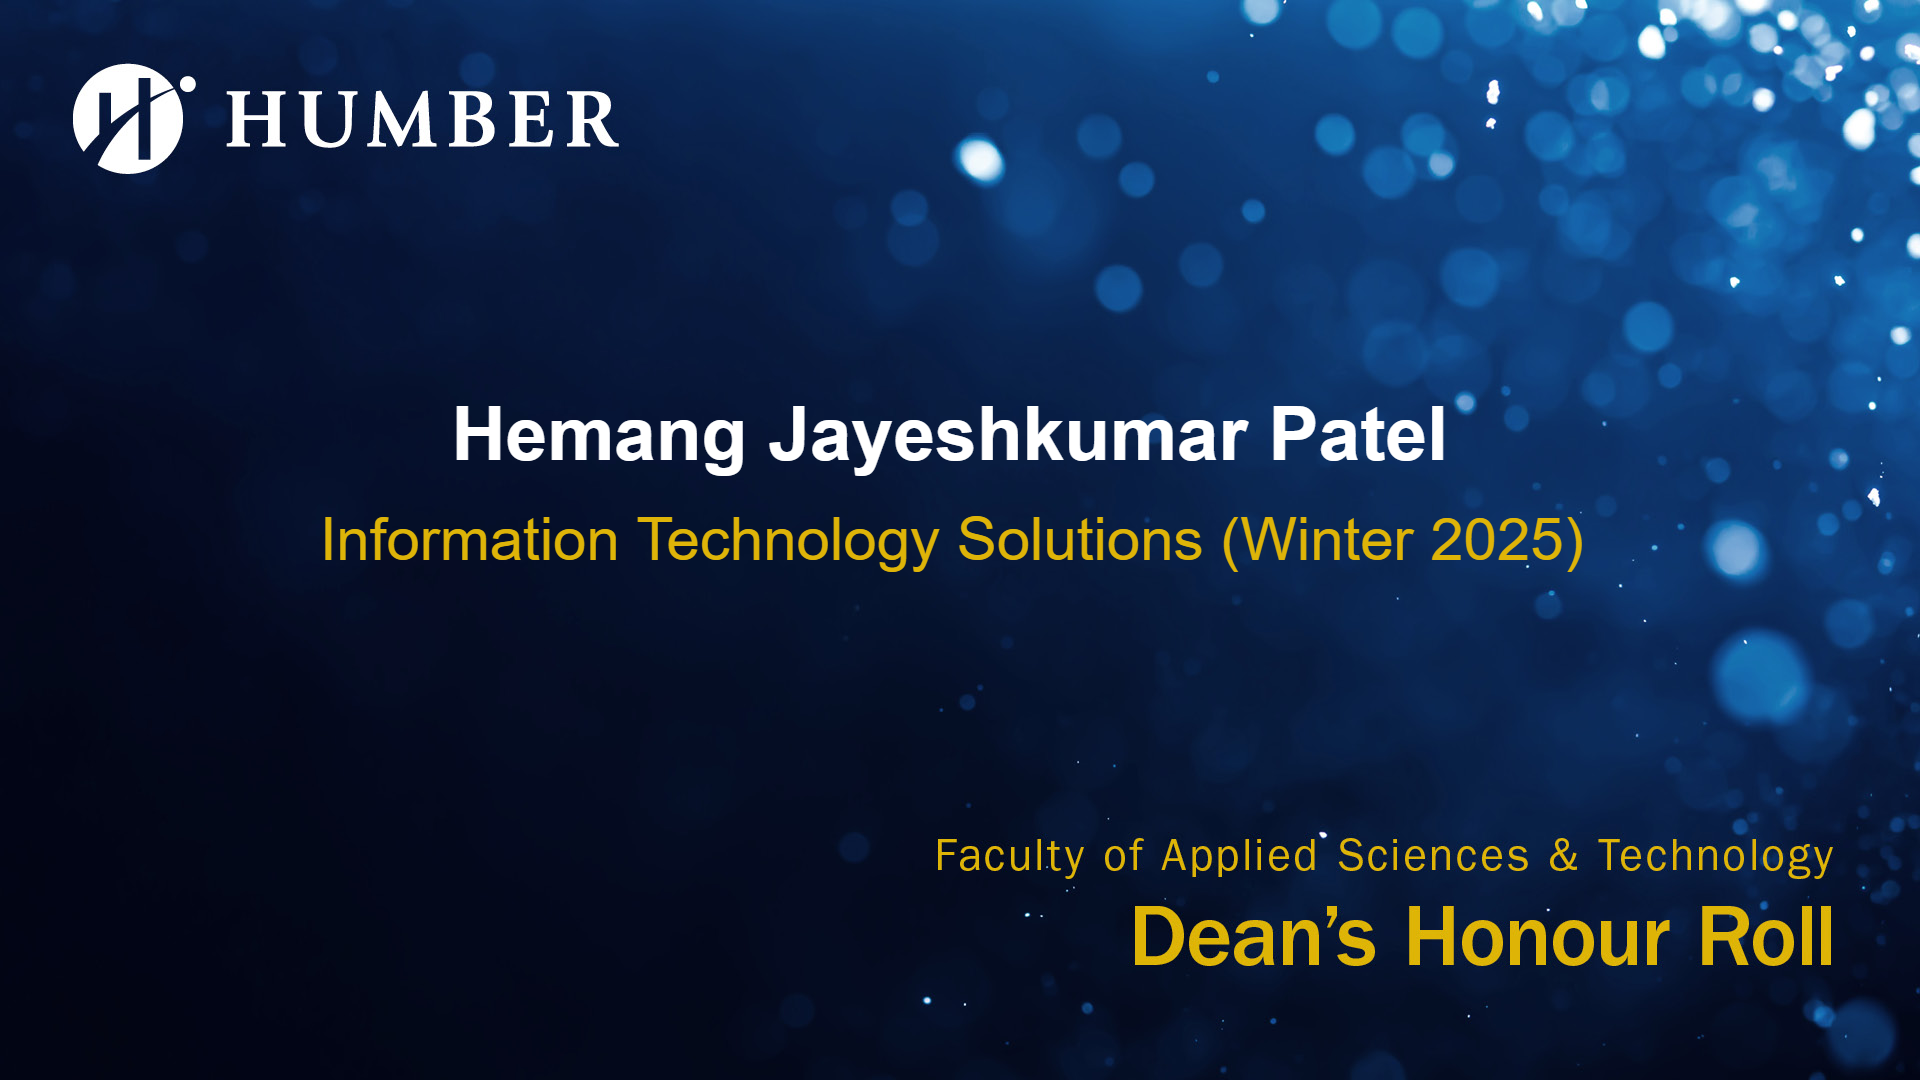 HUMBER
Hemang Jayeshkumar Patel
Information Technology Solutions (Winter 2025)
Faculty of Applied Sciences & Technology
Dean’s Honour Roll